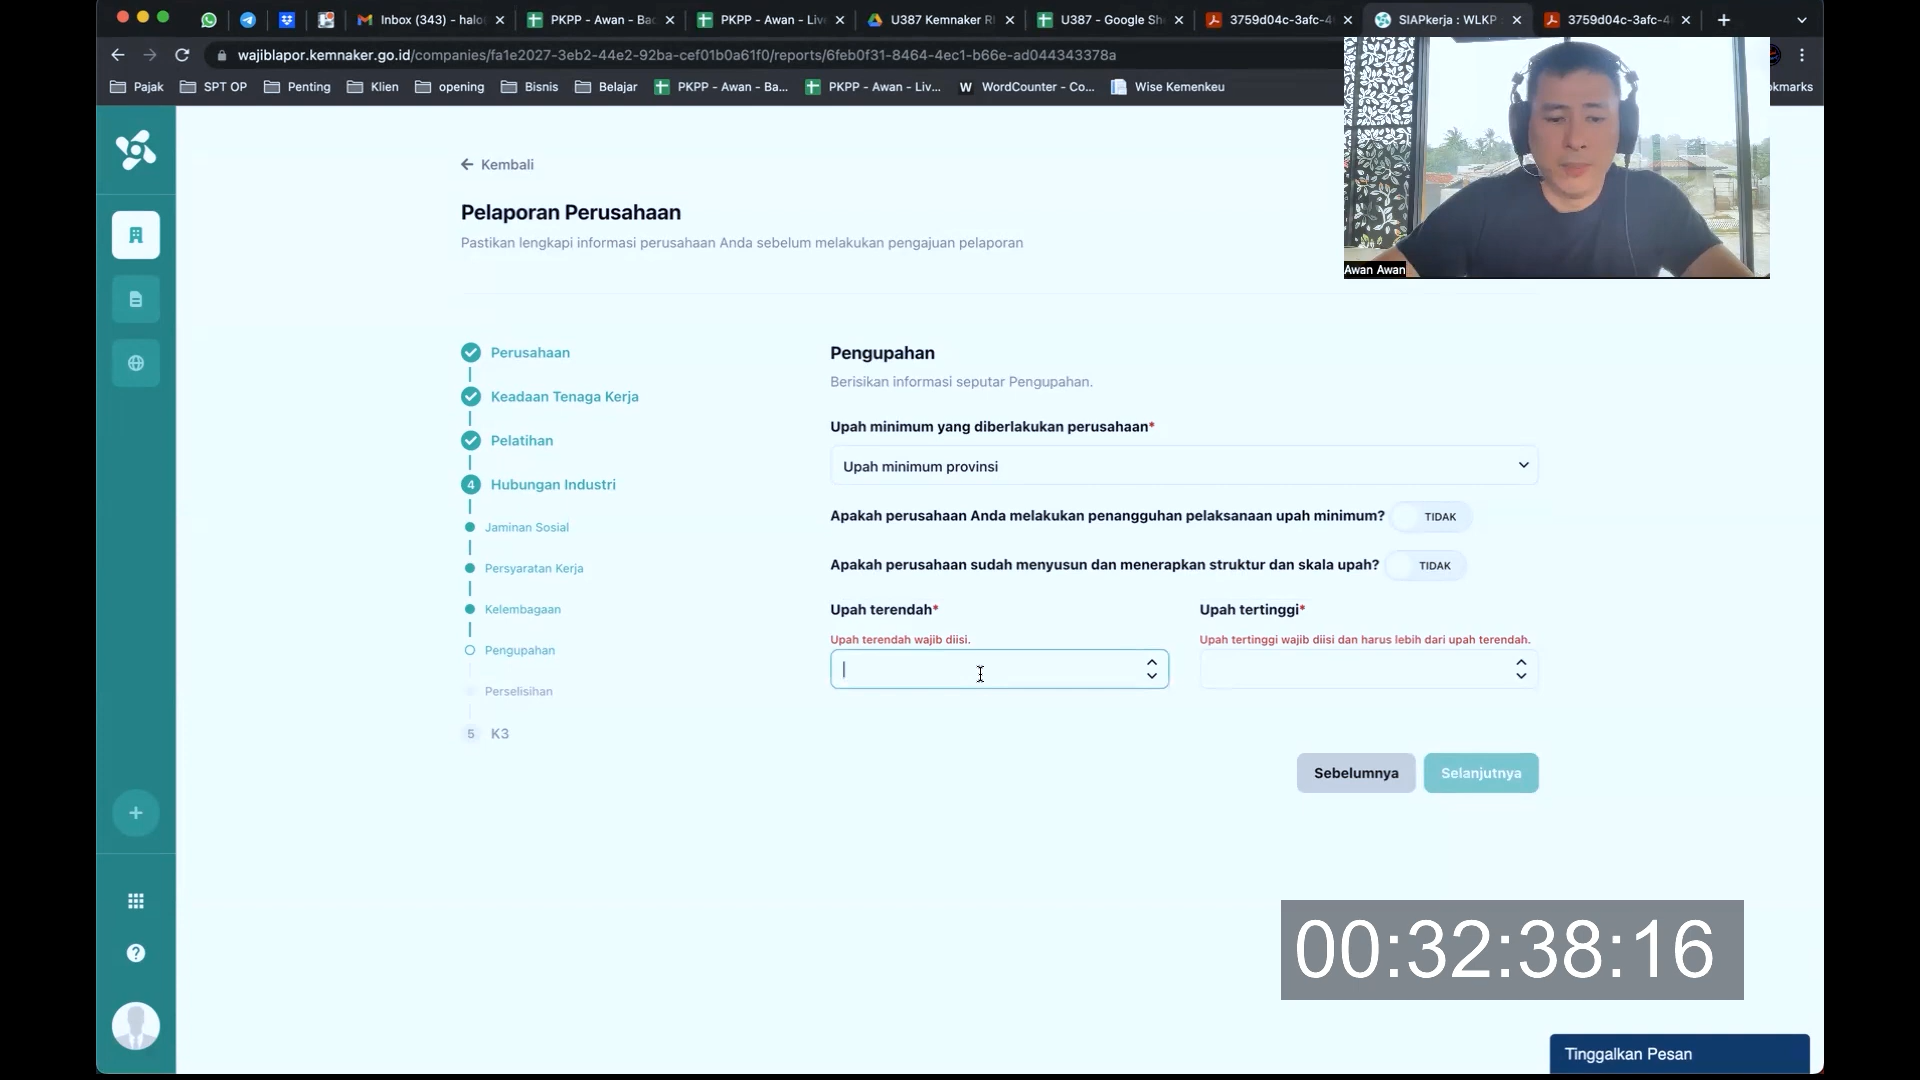 Inbox (343) - halo
PKPP - Awan - Bac
PKPP - Awan - Live
U387 Kemnaker R
U387 - Google Sh
3759d04c-3afc-4
SIAPkerja : WLKP
3759d04c-3afc-4
wajiblapor.kemnaker.go.id/companies/fa1e2027-3eb2-44e2-92ba-cef01b0a61f0/reports/6feb0f31-8464-4ec1-b66e-ad044343378a
Pajak
SPT OP
Penting
Klien
opening
Bisnis
Belajar
PKPP - Awan - Ba...
PKPP - Awan - Liv...
W WordCounter - Co...
Wise Kemenkeu
okmarks
Awan Awan
← Kembali
Pelaporan Perusahaan
Pastikan lengkapi informasi perusahaan Anda sebelum melakukan pengajuan pelaporan
Perusahaan
Keadaan Tenaga Kerja
Pelatihan
4 Hubungan Industri
Jaminan Sosial
Persyaratan Kerja
Kelembagaan
Pengupahan
Perselisihan
5 K3
Pengupahan
Berisikan informasi seputar Pengupahan.
Upah minimum yang diberlakukan perusahaan*
Upah minimum provinsi
Apakah perusahaan Anda melakukan penangguhan pelaksanaan upah minimum? TIDAK
Apakah perusahaan sudah menyusun dan menerapkan struktur dan skala upah? TIDAK
Upah terendah*
Upah terendah wajib diisi.
Upah tertinggi*
Upah tertinggi wajib diisi dan harus lebih dari upah terendah.
Sebelumnya
Selanjutnya
00:32:38:16
Tinggalkan Pesan